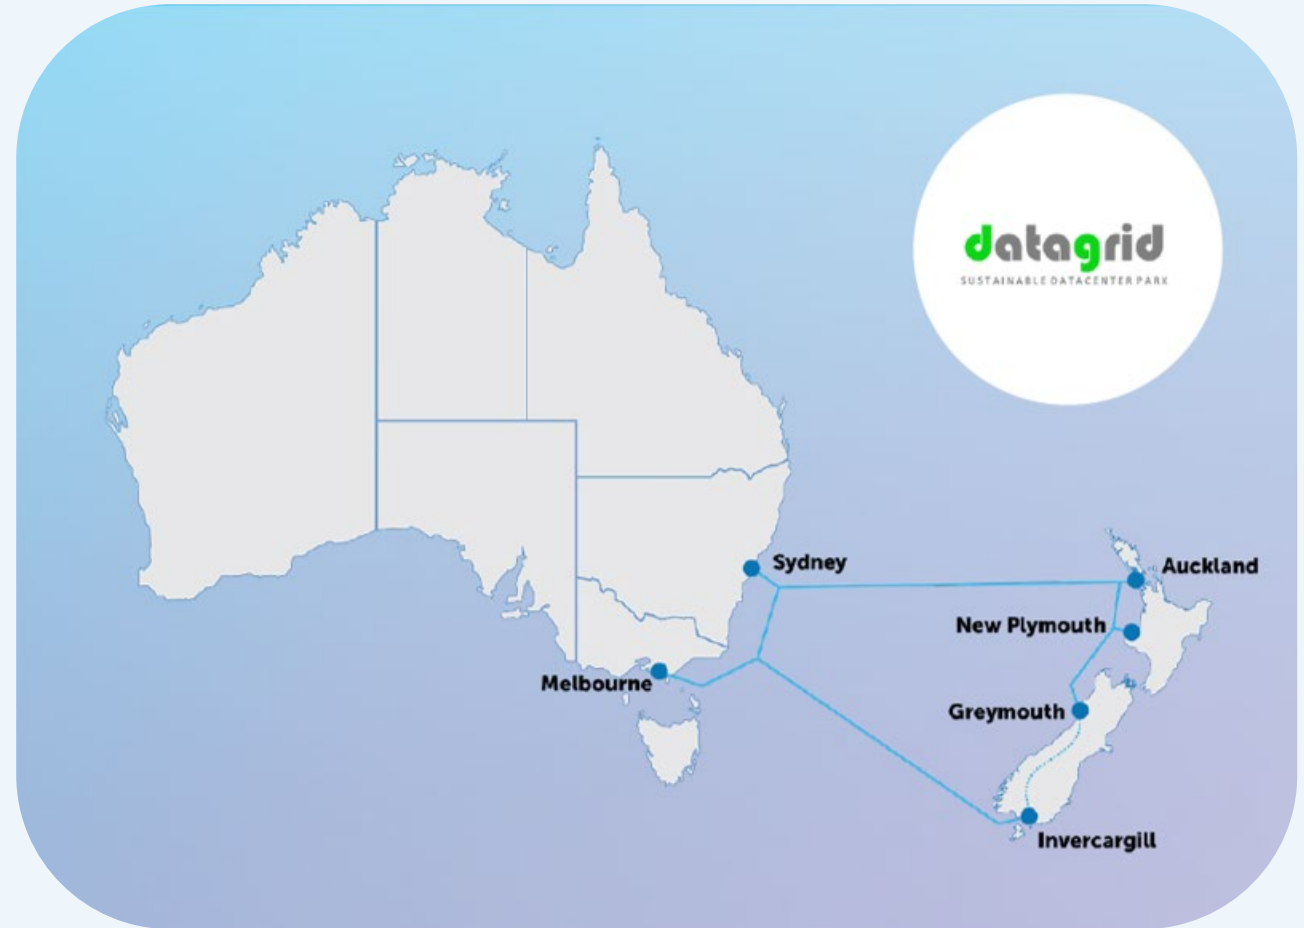 datagrid
SUSTAINABLE DATACENTER PARK
Sydney
Auckland
New Plymouth
Melbourne
Greymouth
Invercargill